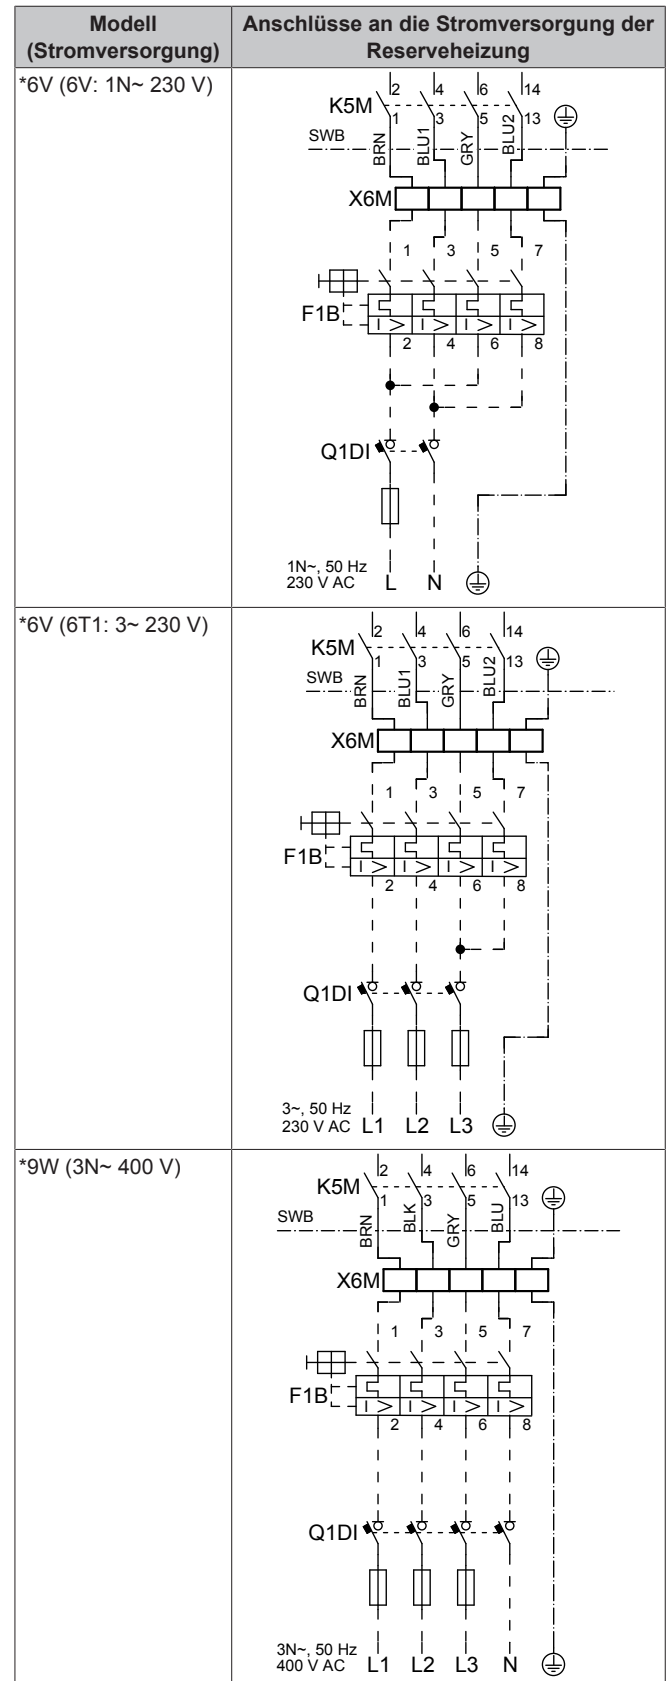 Modell
(Stromversorgung)
Anschlüsse an die Stromversorgung der
Reserveheizung
*6V (6V: 1N~ 230 V)
2 4 6 14
K5M
1 3 5 13
SWB
BRN BLU1 GRY BLU2
X6M
1 3 5 7
F1B
I > I > I > I >
2 4 6 8
Q1DI
1N~, 50 Hz
230 V AC
L N
*6V (6T1: 3~ 230 V)
2 4 6 14
K5M
1 3 5 13
SWB
BRN BLU1 GRY BLU2
X6M
1 3 5 7
F1B
I > I > I > I >
2 4 6 8
Q1DI
3~, 50 Hz
230 V AC
L1 L2 L3
*9W (3N~ 400 V)
2 4 6 14
K5M
1 3 5 13
SWB
BRN BLK GRY BLU
X6M
1 3 5 7
F1B
I > I > I > I >
2 4 6 8
Q1DI
3N~, 50 Hz
400 V AC
L1 L2 L3 N